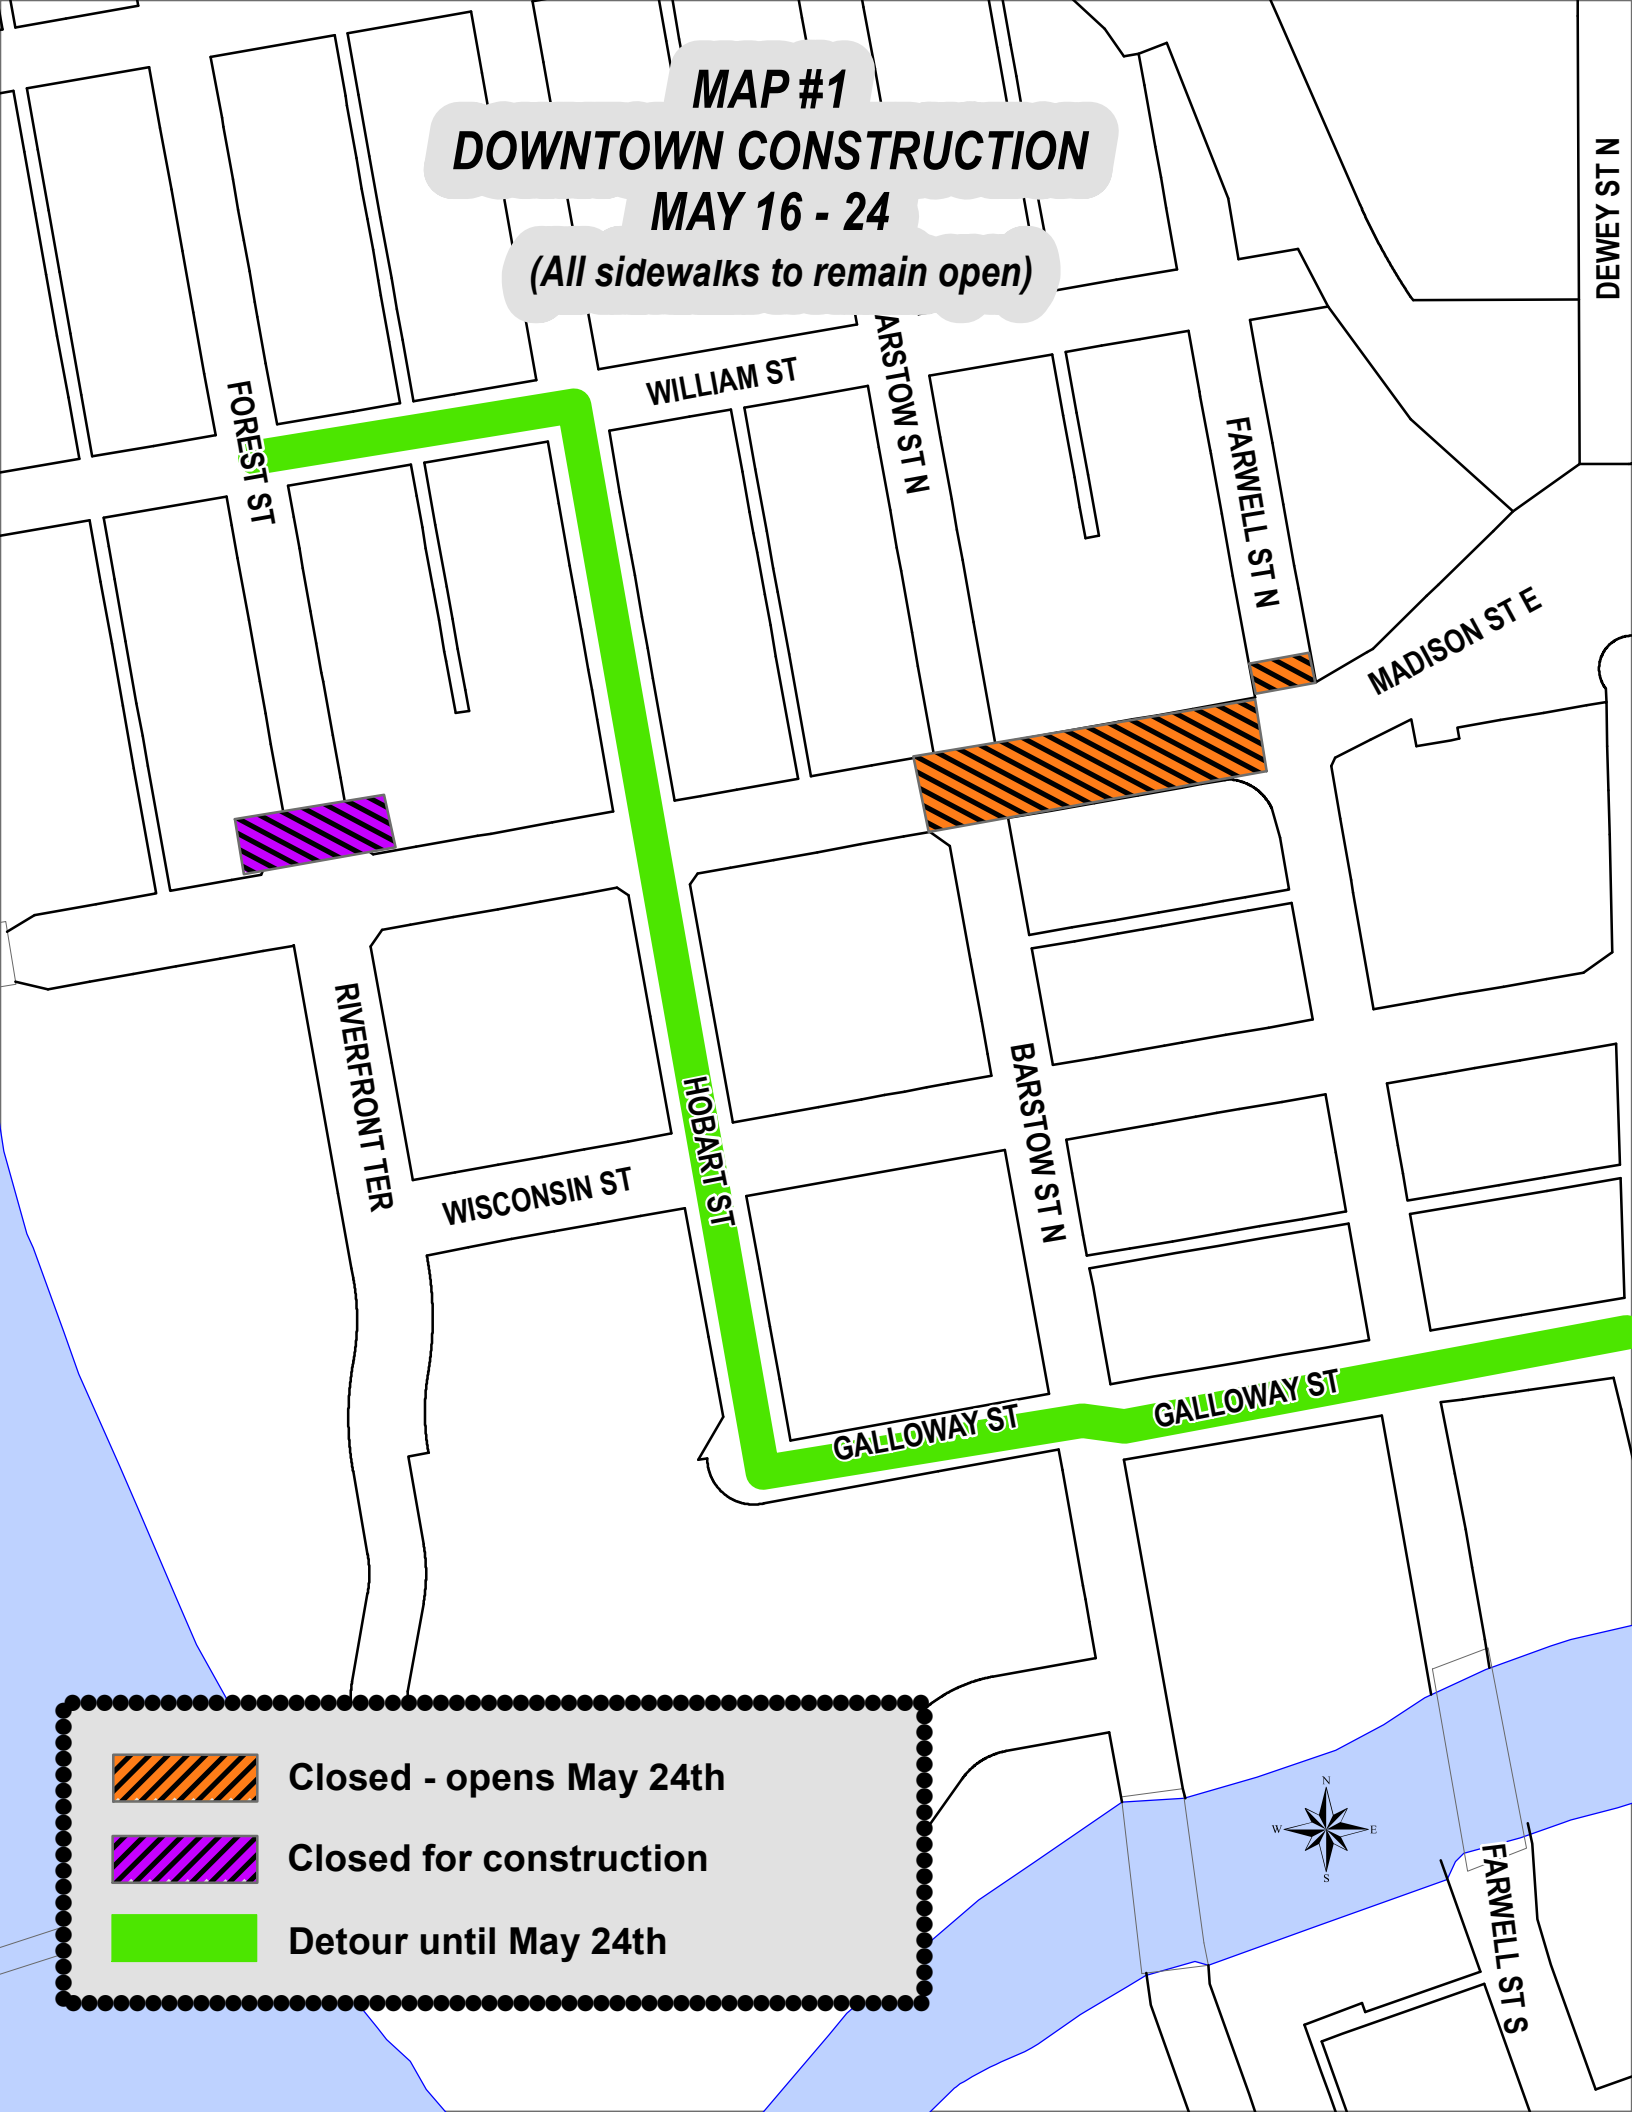 MAP #1
DOWNTOWN CONSTRUCTION
MAY 16 - 24
(All sidewalks to remain open)
DEWEY ST N
WILLIAM ST
FOREST ST
ARSTOW ST N
FARWELL ST N
MADISON ST E
RIVERFRONT TER
HOBART ST
BARSTOW ST N
WISCONSIN ST
GALLOWAY ST
GALLOWAY ST
Closed - opens May 24th
Closed for construction
Detour until May 24th
N
W E
S
FARWELL ST S